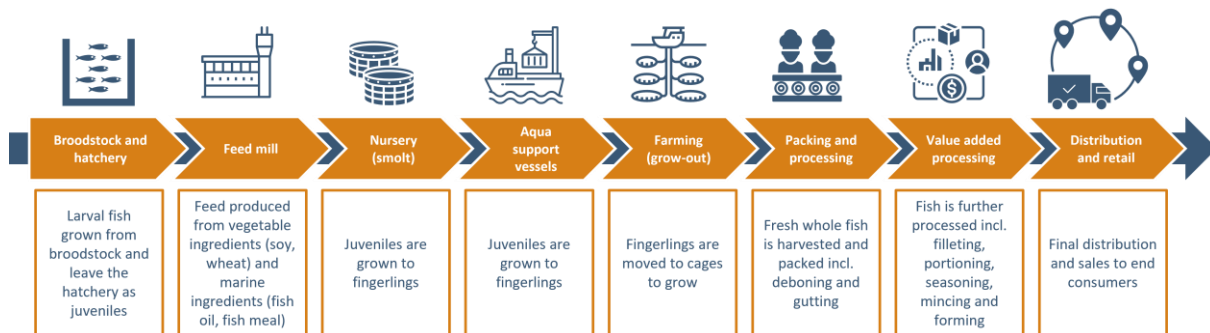 Broodstock and
hatchery
Feed mill
Nursery
(smolt)
Aqua
support
vessels
Farming
(grow-out)
Packing and
processing
Value added
processing
Distribution
and retail
Larval fish
grown from
broodstock and
leave the
hatchery as
juveniles
Feed produced
from vegetable
ingredients (soy,
wheat) and
marine
ingredients (fish
oil, fish meal)
Juveniles are
grown to
fingerlings
Juveniles are
grown to
fingerlings
Fingerlings are
moved to cages
to grow
Fresh whole fish
is harvested and
packed incl.
deboning and
gutting
Fish is further
processed incl.
filleting,
portioning,
seasoning,
mincing and
forming
Final distribution
and sales to end
consumers